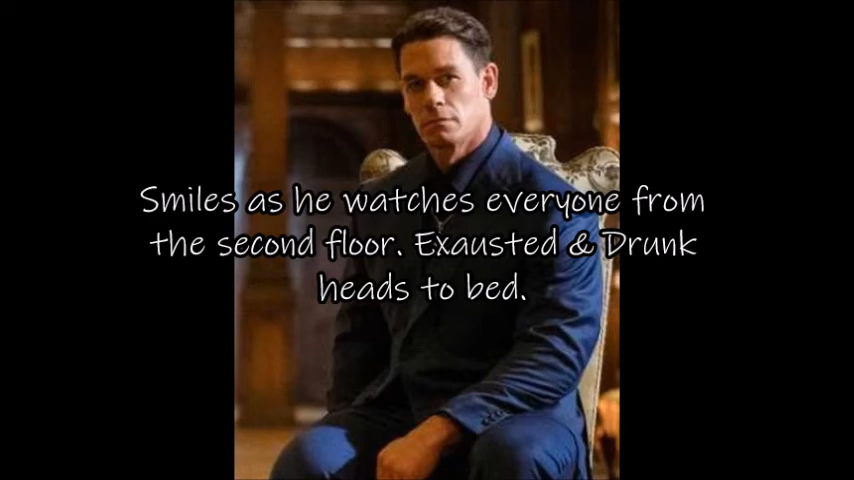 Smiles as he watches everyone from
the second floor. Exausted & Drunk
heads to bed.